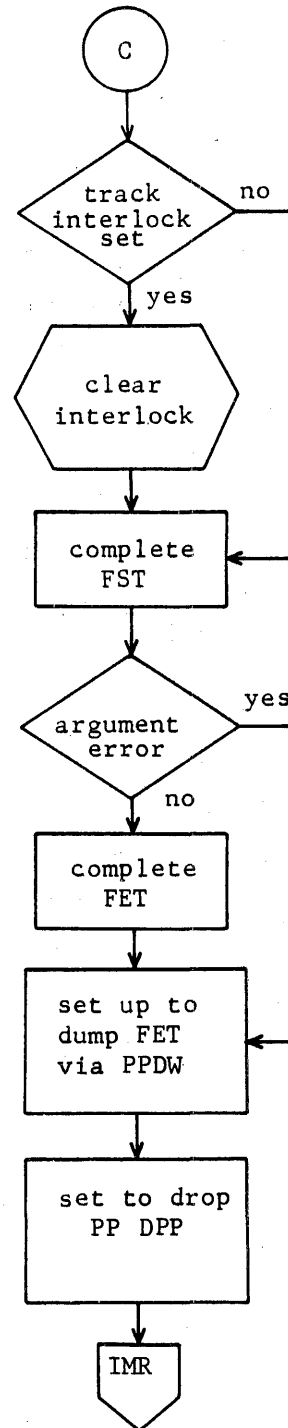 C
track
interlock
set
no
yes
clear
interlock
complete
FST
argument
error
yes
no
complete
FET
set up to
dump FET
via PPDW
set to drop
PP DPP
IMR